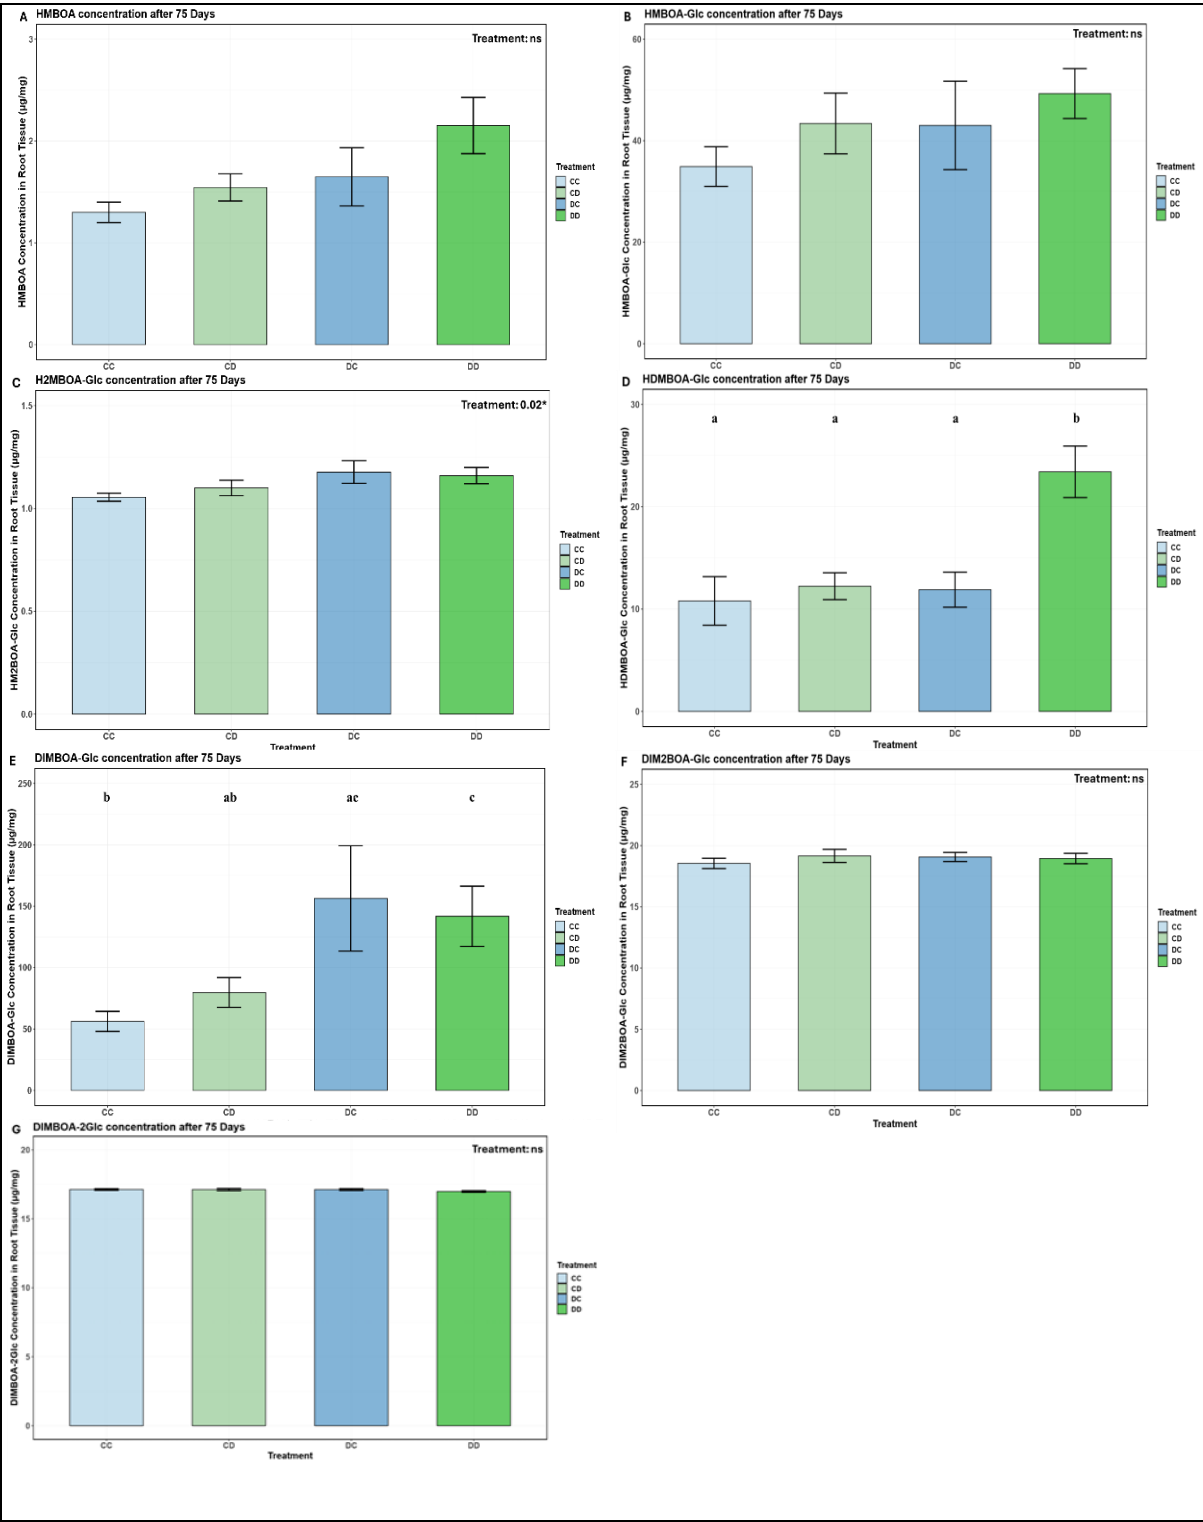 A HMBOA concentration after 75 Days
Treatment: ns
HMBOA Concentration in Root Tissue (µg/mg)
3
2
1
0
CC CD DC DD
Treatment
CC
CD
DC
DD
B HMBOA-Glc concentration after 75 Days
Treatment: ns
HMBOA-Glc Concentration in Root Tissue (µg/mg)
60
40
20
0
CC CD DC DD
Treatment
CC
CD
DC
DD
C H2MBOA-Glc concentration after 75 Days
Treatment: 0.02*
HM2BOA-Glc Concentration in Root Tissue (µg/mg)
1.5
1.0
0.5
0.0
CC CD DC DD
Treatment
Treatment
CC
CD
DC
DD
D HDMBOA-Glc concentration after 75 Days
a a a b
HDMBOA-Glc Concentration in Root Tissue (µg/mg)
30
20
10
0
CC CD DC DD
Treatment
Treatment
CC
CD
DC
DD
E DIMBOA-Glc concentration after 75 Days
b ab ac c
DIMBOA-Glc Concentration in Root Tissue (µg/mg)
250
200
150
100
50
0
CC CD DC DD
Treatment
CC
CD
DC
DD
F DIM2BOA-Glc concentration after 75 Days
Treatment: ns
DIM2BOA-Glc Concentration in Root Tissue (µg/mg)
25
20
15
10
5
0
CC CD DC DD
Treatment
Treatment
CC
CD
DC
DD
G DIMBOA-2Glc concentration after 75 Days
Treatment: ns
DIMBOA-2Glc Concentration in Root Tissue (µg/mg)
20
15
10
5
0
CC CD DC DD
Treatment
Treatment
CC
CD
DC
DD